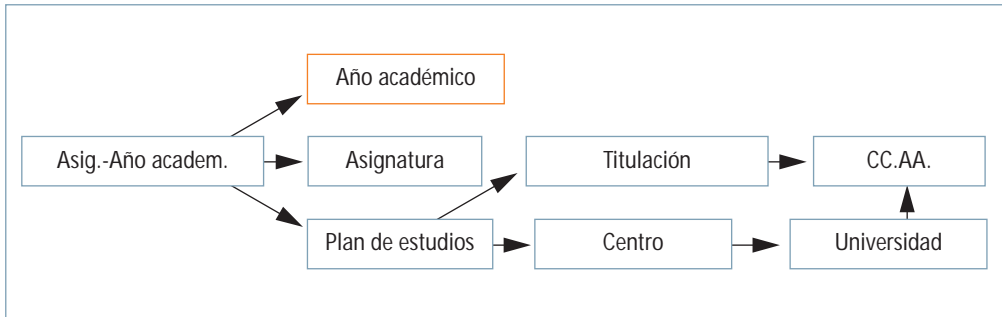 Año académico
Asig.-Año academ.
Asignatura
Titulación
CC.AA.
Plan de estudios
Centro
Universidad